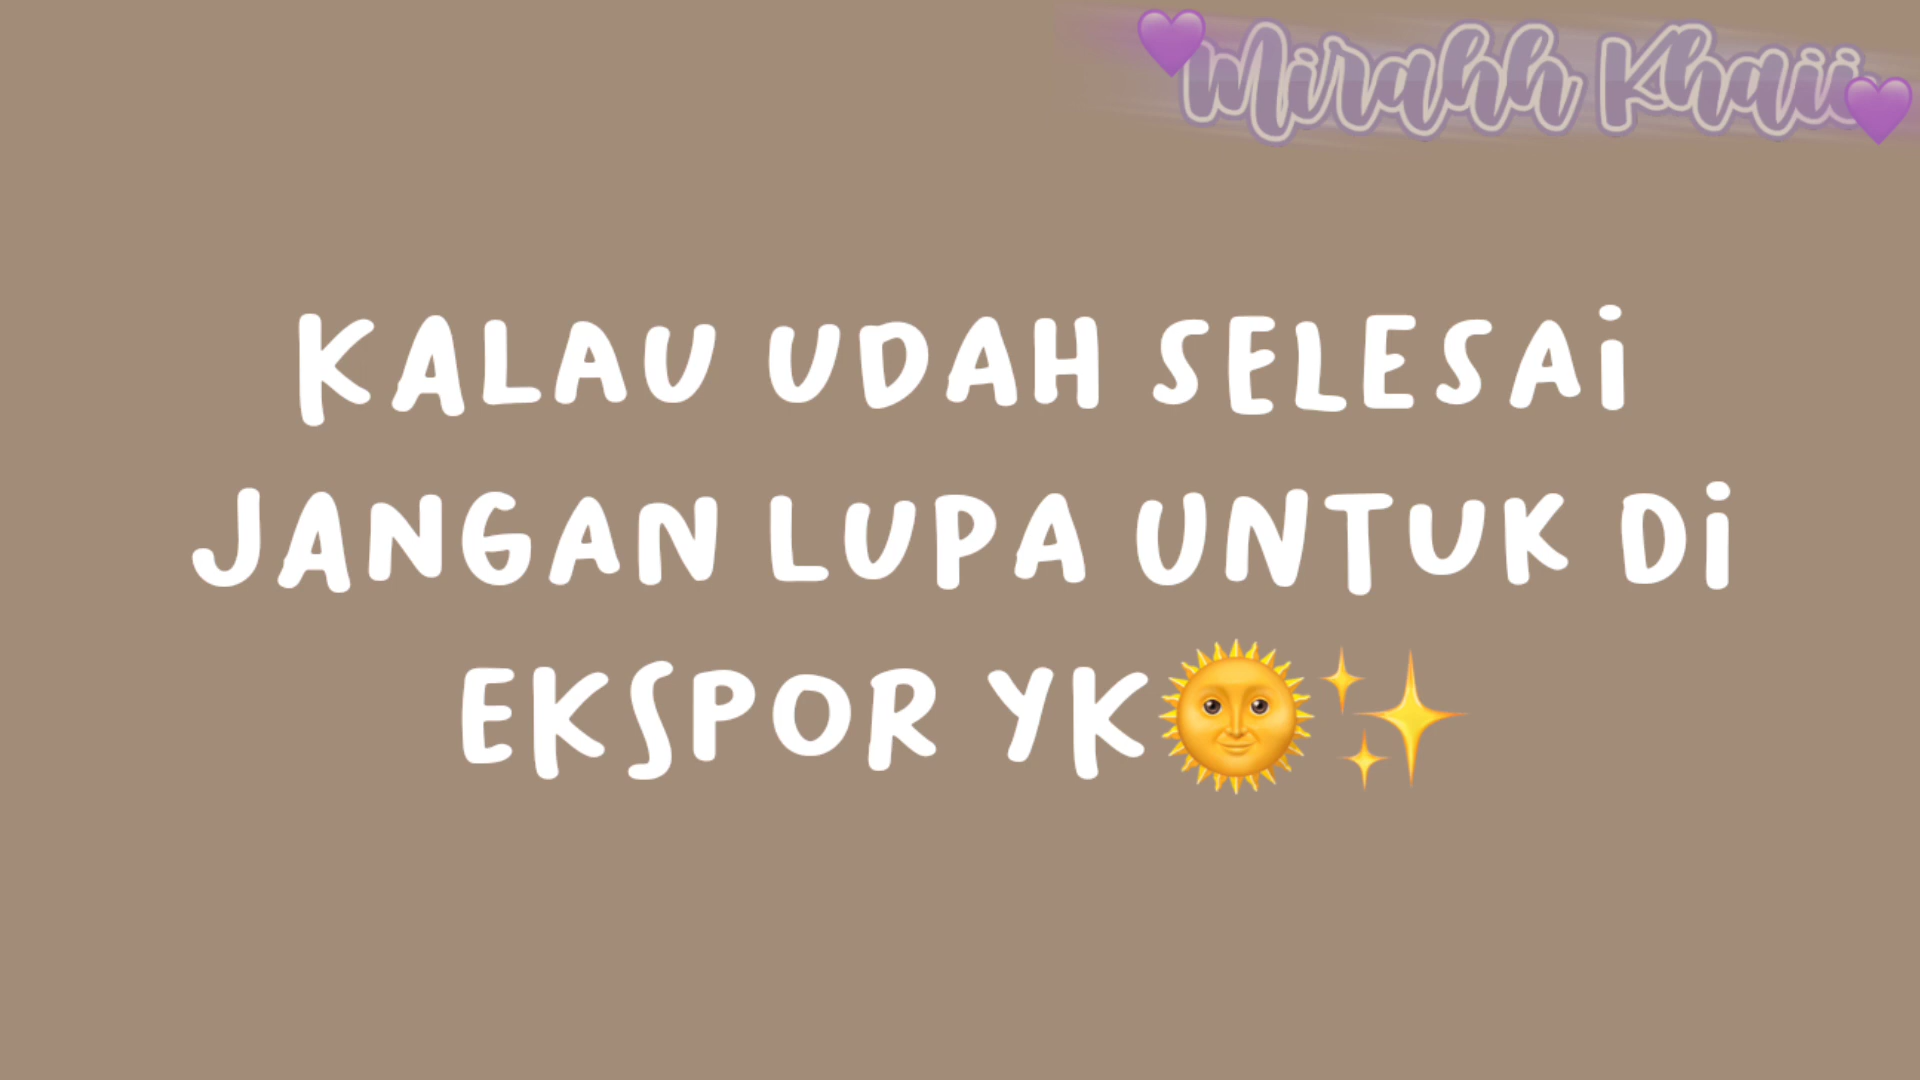 Mirahh Khaii
KALAU UDAH SELESAI
JANGAN LUPA UNTUK DI
EKSPOR YK🌞✨